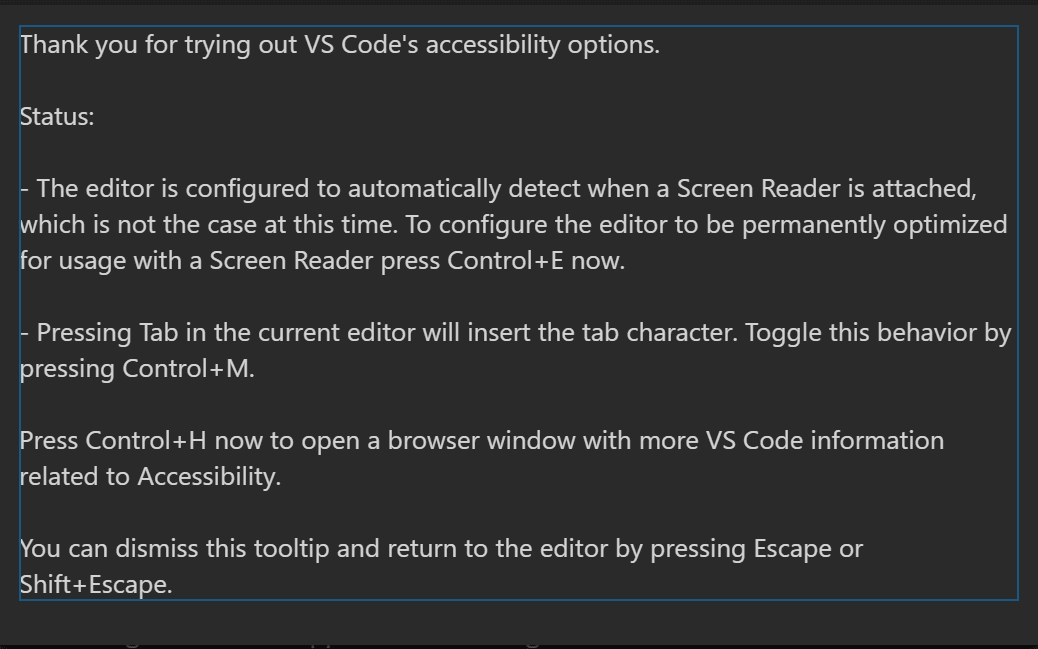 Thank you for trying out VS Code's accessibility options.
Status:
- The editor is configured to automatically detect when a Screen Reader is attached,
which is not the case at this time. To configure the editor to be permanently optimized
for usage with a Screen Reader press Control+E now.
- Pressing Tab in the current editor will insert the tab character. Toggle this behavior by
pressing Control+M.
Press Control+H now to open a browser window with more VS Code information
related to Accessibility.
You can dismiss this tooltip and return to the editor by pressing Escape or
Shift+Escape.